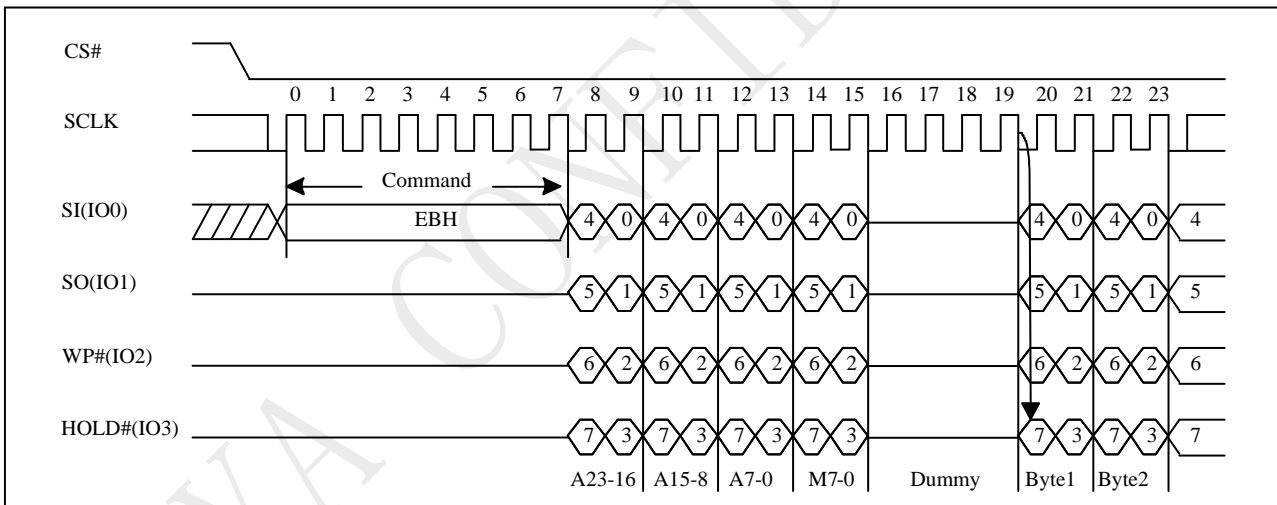 CS#
0 1 2 3 4 5 6 7 8 9 10 11 12 13 14 15 16 17 18 19 20 21 22 23
SCLK
Command
SI(IO0) EBH 4 0 4 0 4 0 4 0 4 0 4 0 4
SO(IO1) 5 1 5 1 5 1 5 1 5 1 5 1 5
WP#(IO2) 6 2 6 2 6 2 6 2 6 2 6 2 6
HOLD#(IO3) 7 3 7 3 7 3 7 3 7 3 7 3 7
A23-16 A15-8 A7-0 M7-0 Dummy Byte1 Byte2